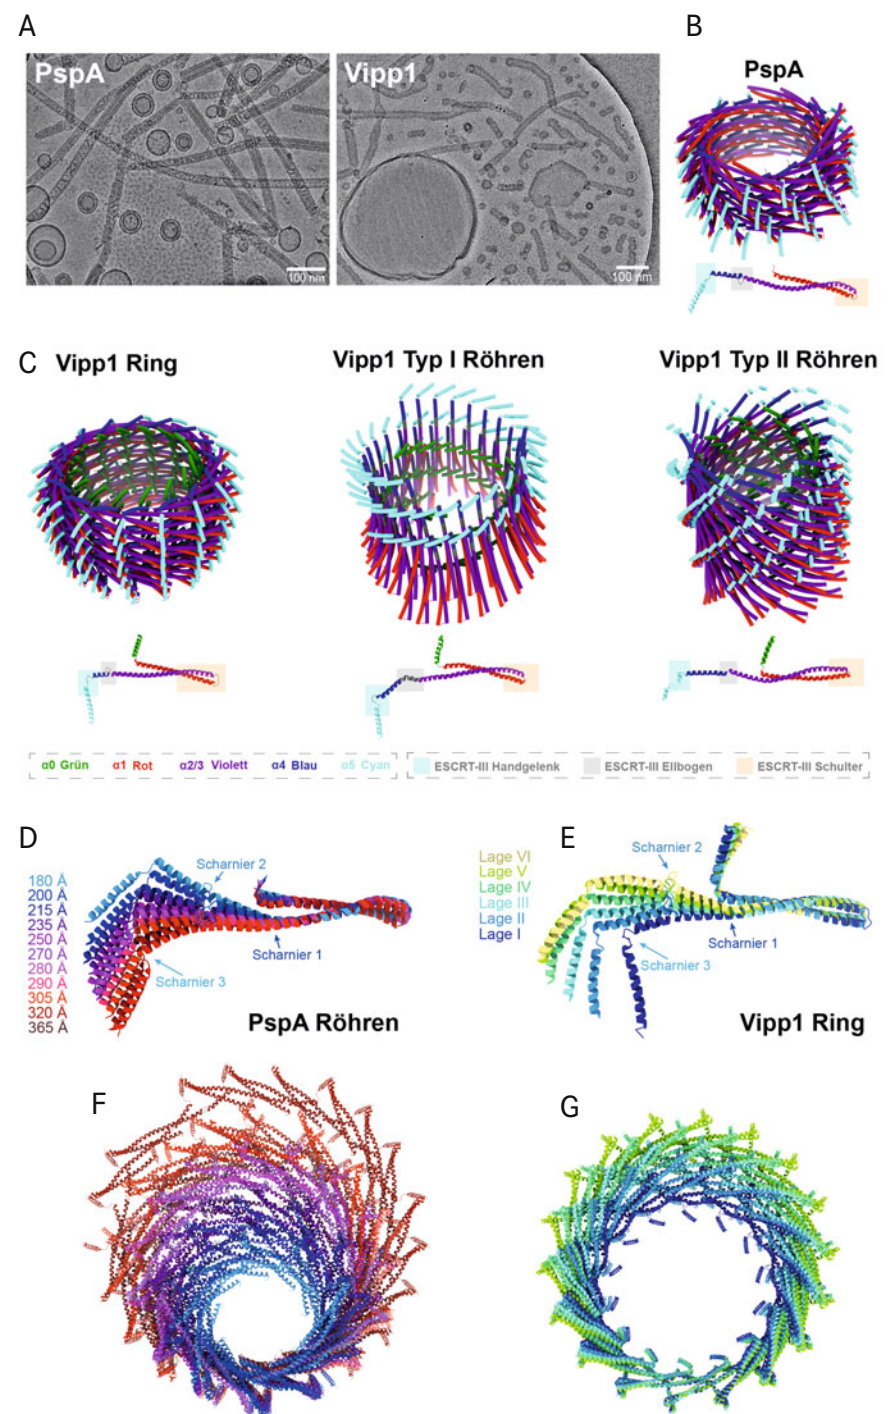 A
B
PspA
Vipp1
100 nm
100 nm
PspA
C
Vipp1 Ring
Vipp1 Typ I Röhren
Vipp1 Typ II Röhren
α0 Grün
α1 Rot
α2/3 Violett
α4 Blau
α5 Cyan
ESCRT-III Handgelenk
ESCRT-III Ellbogen
ESCRT-III Schulter
D
Scharnier 2
180 Å
200 Å
215 Å
235 Å
250 Å
270 Å
280 Å
290 Å
305 Å
320 Å
365 Å
Scharnier 1
Scharnier 3
PspA Röhren
E
Scharnier 2
Lage VI
Lage V
Lage IV
Lage III
Lage II
Lage I
Scharnier 1
Scharnier 3
Vipp1 Ring
F
G